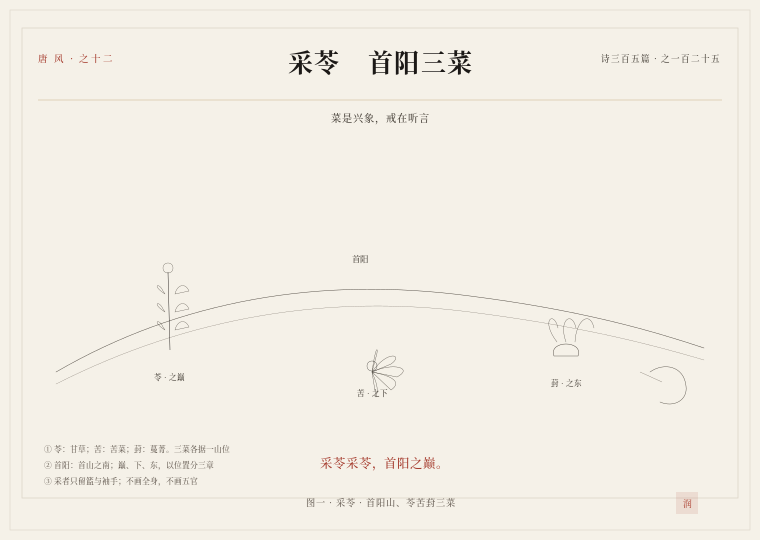 唐 风 · 之十二
采苓 首阳三菜
诗三百五篇 · 之一百二十五
菜是兴象，戒在听言
首阳
苓 · 之巅
苦 · 之下
葑 · 之东
① 苓：甘草；苦：苦菜；葑：蔓菁。三菜各据一山位
② 首阳：首山之南；巅、下、东，以位置分三章
③ 采者只留篮与袖手；不画全身，不画五官
采苓采苓，首阳之巅。
图一 · 采苓 · 首阳山、苓苦葑三菜
润